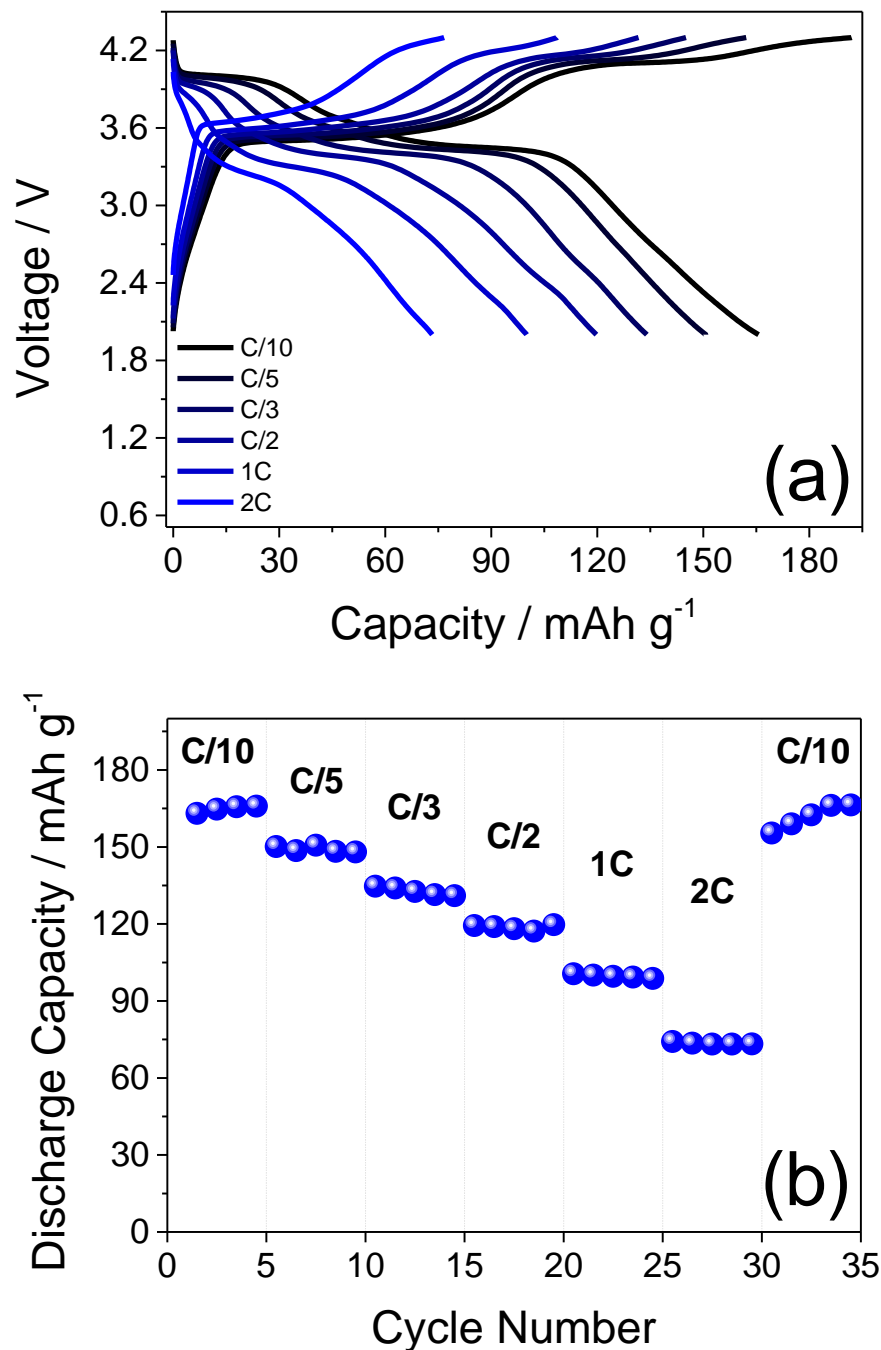 4.2
3.6
3.0
2.4
1.8
1.2
0.6
Voltage / V
C/10
C/5
C/3
C/2
1C
2C
(a)
0 30 60 90 120 150 180
Capacity / mAh g⁻¹
180
150
120
90
60
30
0
Discharge Capacity / mAh g⁻¹
C/10
C/5
C/3
C/2
1C
2C
C/10
(b)
0 5 10 15 20 25 30 35
Cycle Number